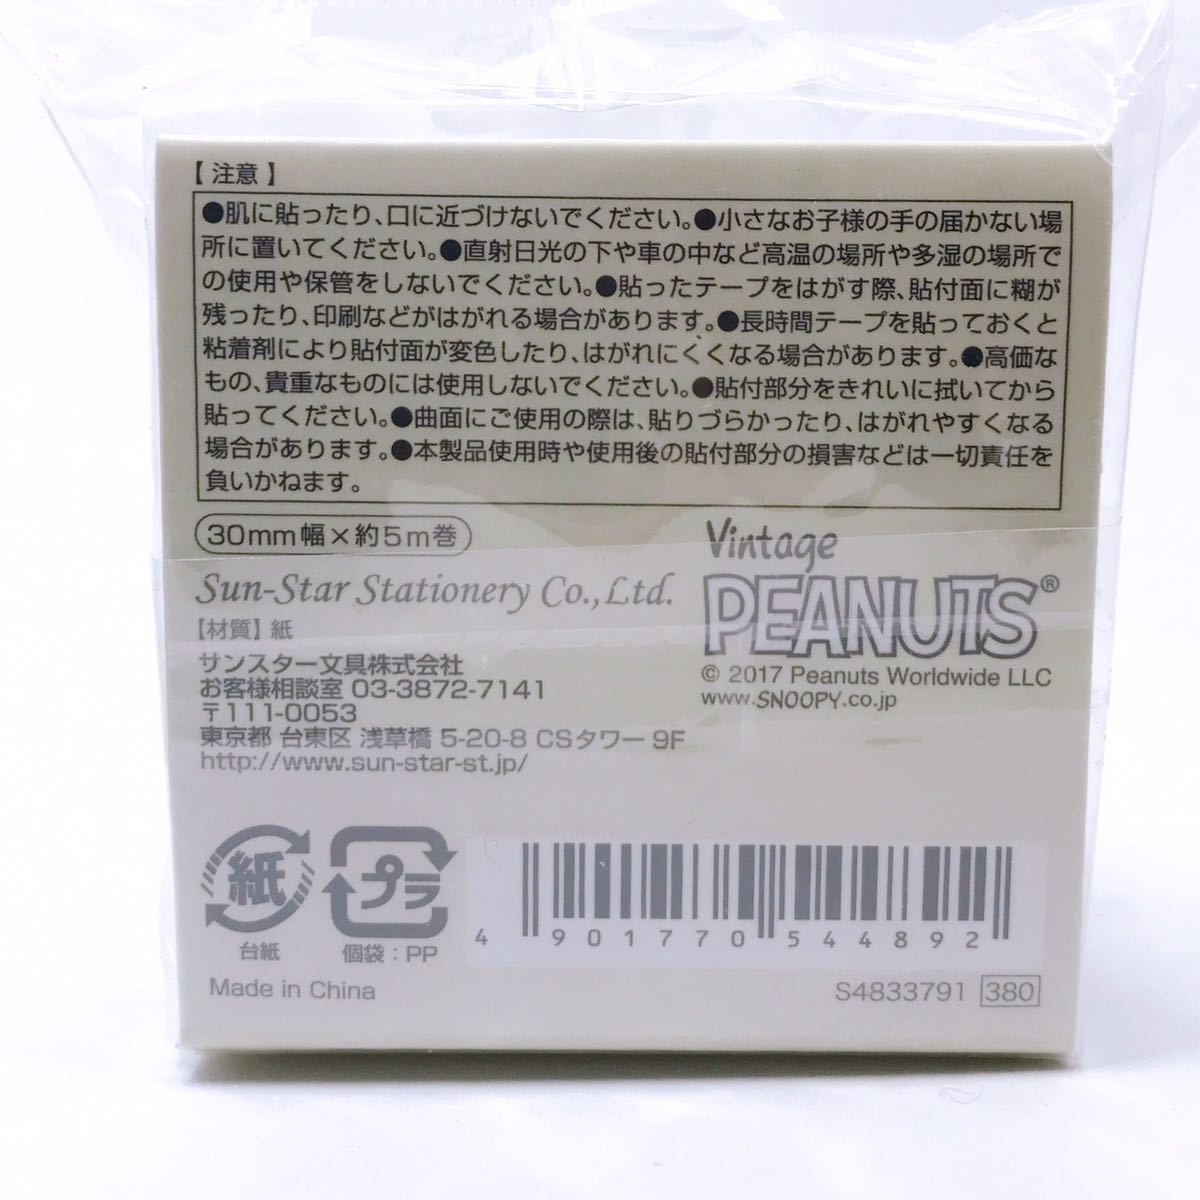 【 注意 】
●肌に貼ったり、口に近づけないでください。●小さなお子様の手の届かない場
所に置いてください。●直射日光の下や車の中など高温の場所や多湿の場所で
の使用や保管をしないでください。●貼ったテープをはがす際、貼付面に糊が
残ったり、印刷などがはがれる場合があります。●長時間テープを貼っておくと
粘着剤により貼付面が変色したり、はがれにくくなる場合があります。●高価な
もの、貴重なものには使用しないでください。●貼付部分をきれいに拭いてから
貼ってください。●曲面にご使用の際は、貼りづらかったり、はがれやすくなる
場合があります。●本製品使用時や使用後の貼付部分の損害などは一切責任を
負いかねます。
30mm幅×約5m巻
Sun-Star Stationery Co.,Ltd.
【材質】紙
サンスター文具株式会社
お客様相談室 03-3872-7141
〒111-0053
東京都 台東区 浅草橋 5-20-8 CSタワー 9F
http://www.sun-star-st.jp/
Vintage
PEANUTS®
© 2017 Peanuts Worldwide LLC
www.SNOOPY.co.jp
紙
台紙
プラ
個袋:PP
4 901770 544892
Made in China
S4833791 380